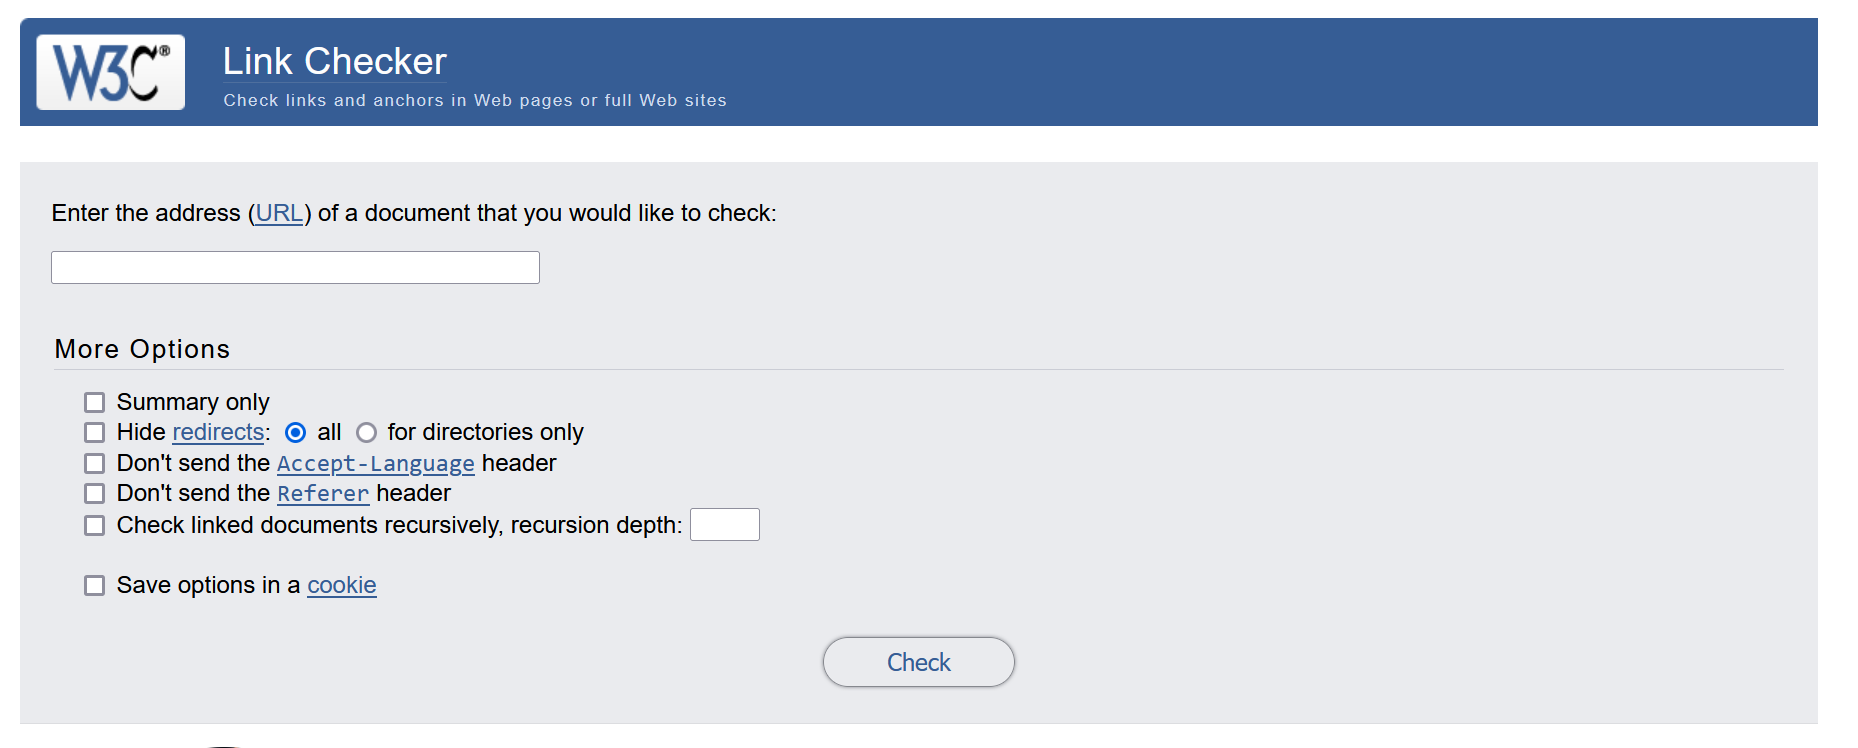 W3C®
Link Checker
Check links and anchors in Web pages or full Web sites
Enter the address (URL) of a document that you would like to check:
More Options
Summary only
Hide redirects: all for directories only
Don't send the Accept-Language header
Don't send the Referer header
Check linked documents recursively, recursion depth:
Save options in a cookie
Check